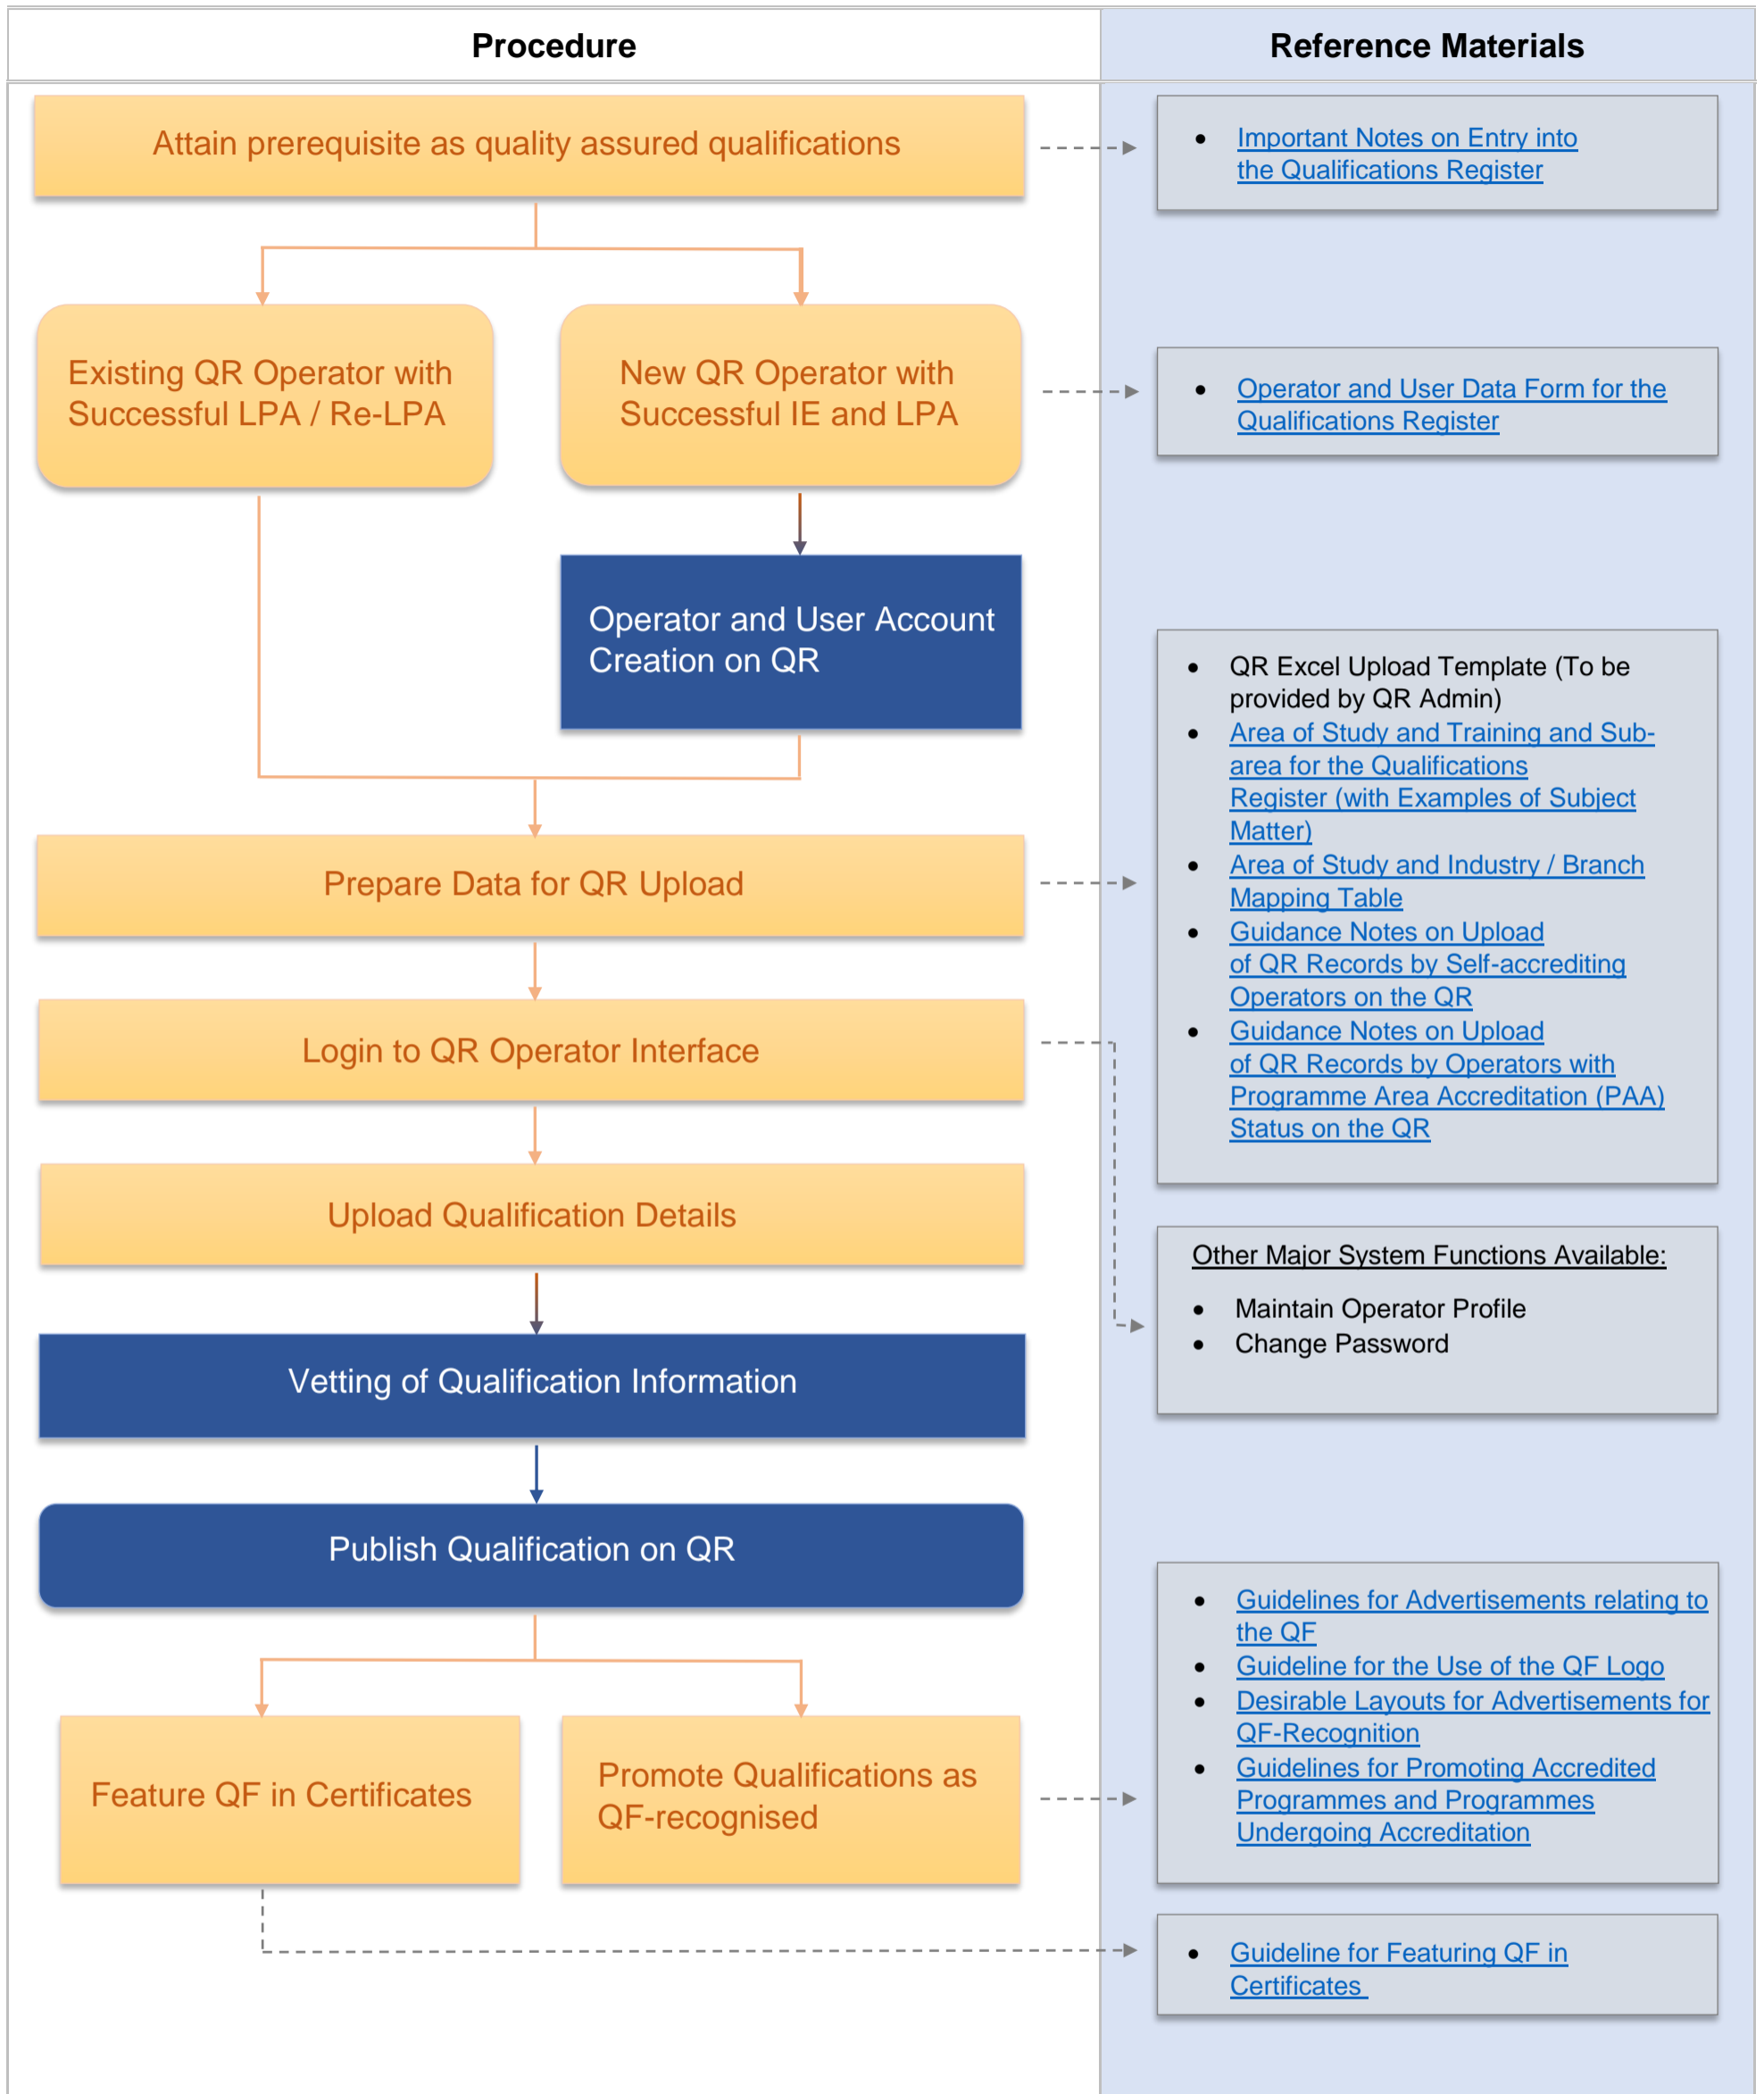 Procedure
Reference Materials
Attain prerequisite as quality assured qualifications
• Important Notes on Entry into
the Qualifications Register
Existing QR Operator with
Successful LPA / Re-LPA
New QR Operator with
Successful IE and LPA
• Operator and User Data Form for the
Qualifications Register
Operator and User Account
Creation on QR
Prepare Data for QR Upload
• QR Excel Upload Template (To be
provided by QR Admin)
• Area of Study and Training and Sub-
area for the Qualifications
Register (with Examples of Subject
Matter)
• Area of Study and Industry / Branch
Mapping Table
• Guidance Notes on Upload
of QR Records by Self-accrediting
Operators on the QR
• Guidance Notes on Upload
of QR Records by Operators with
Programme Area Accreditation (PAA)
Status on the QR
Login to QR Operator Interface
Other Major System Functions Available:
• Maintain Operator Profile
• Change Password
Upload Qualification Details
Vetting of Qualification Information
Publish Qualification on QR
Feature QF in Certificates
Promote Qualifications as
QF-recognised
• Guidelines for Advertisements relating to
the QF
• Guideline for the Use of the QF Logo
• Desirable Layouts for Advertisements for
QF-Recognition
• Guidelines for Promoting Accredited
Programmes and Programmes
Undergoing Accreditation
• Guideline for Featuring QF in
Certificates